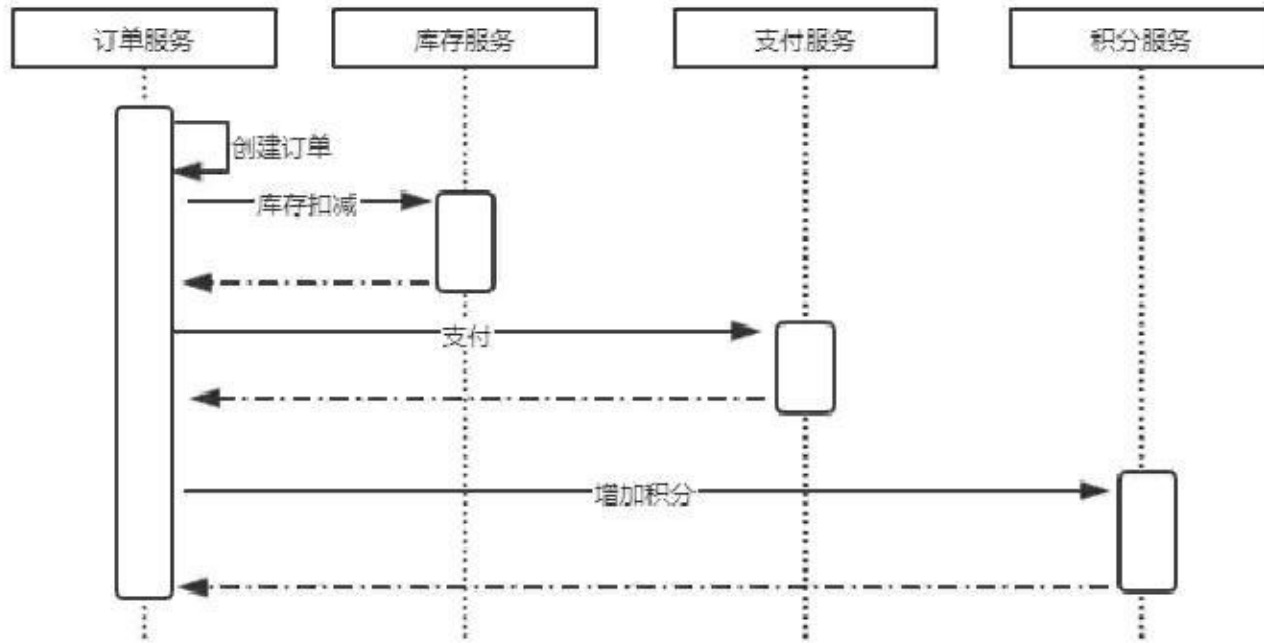 订单服务
库存服务
支付服务
积分服务
创建订单
库存扣减
支付
增加积分